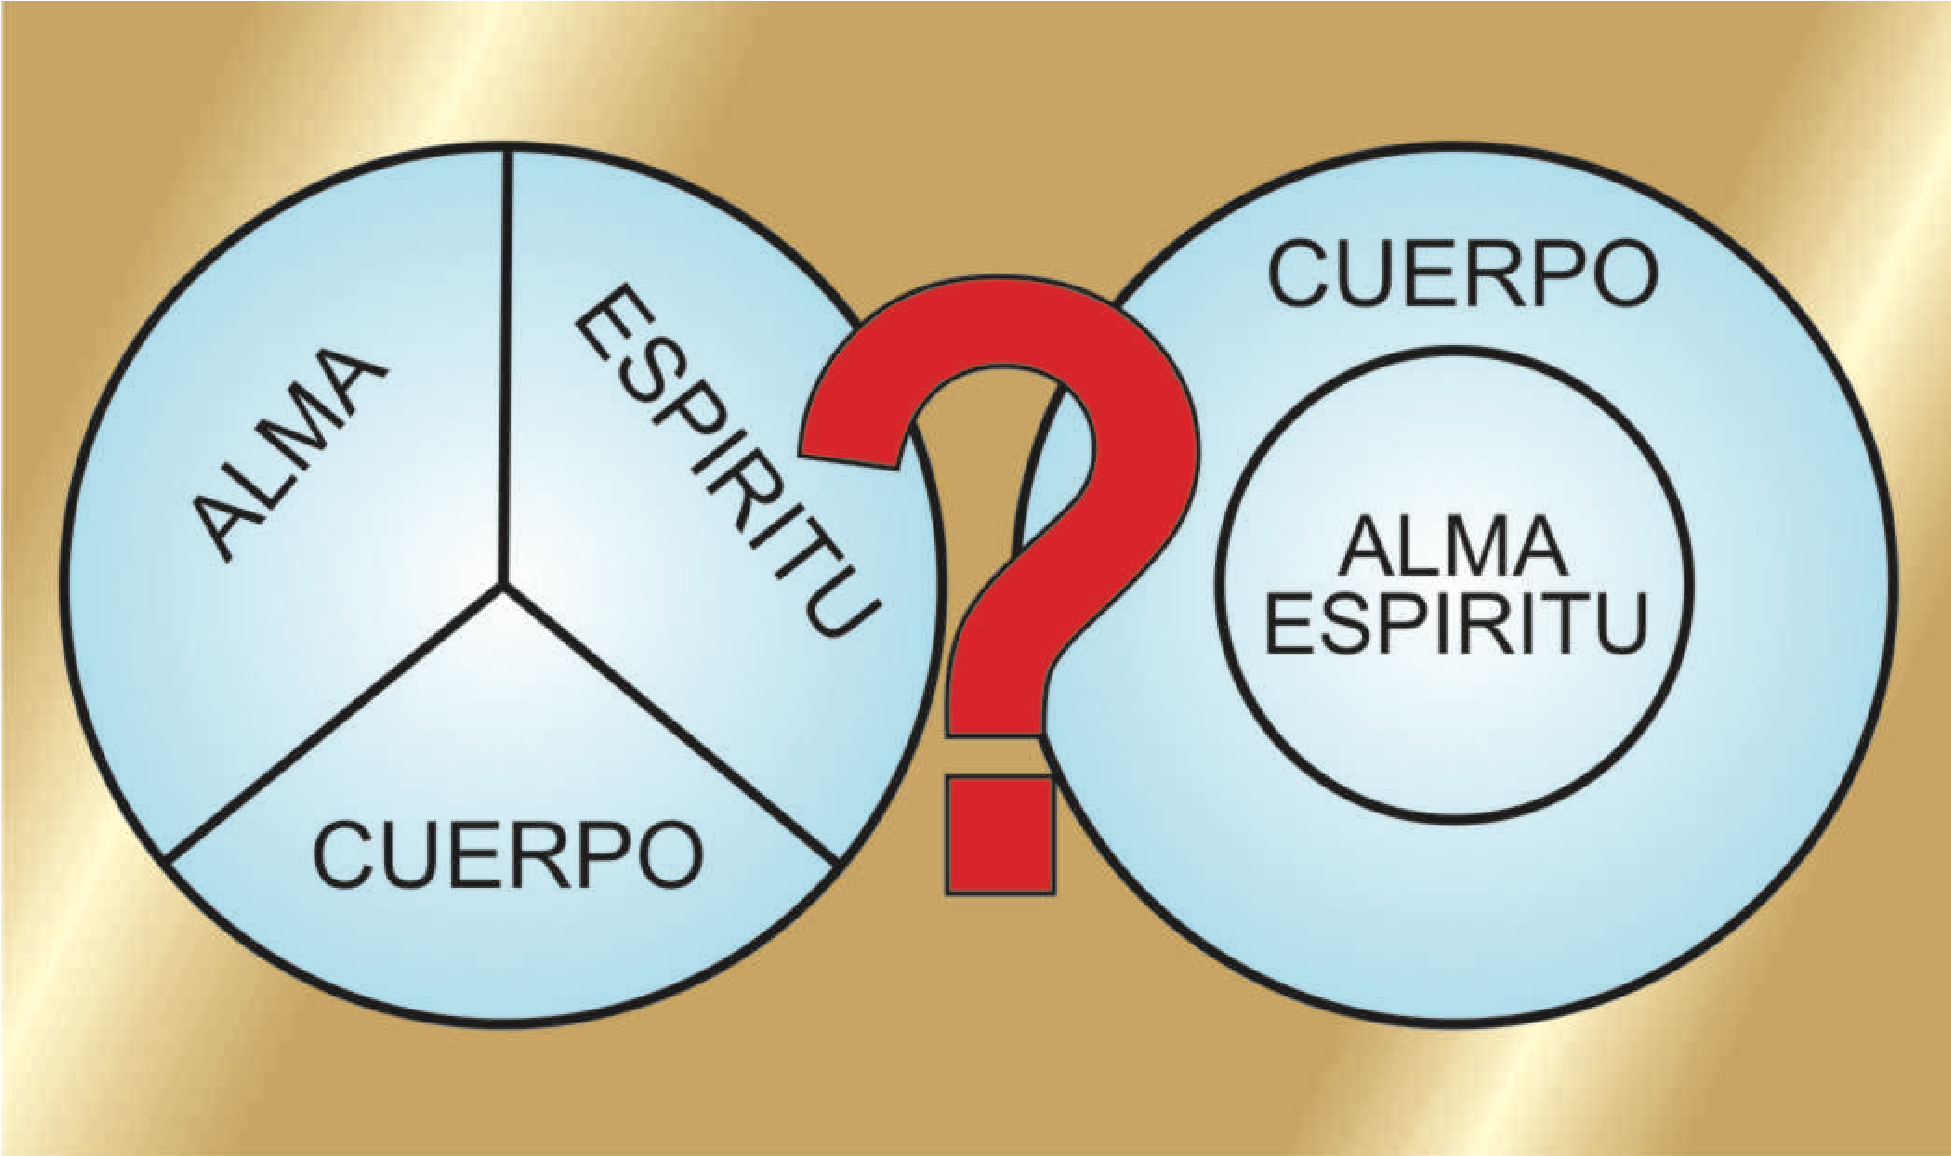 ALMA
ESPIRITU
CUERPO
?
CUERPO
ALMA
ESPIRITU